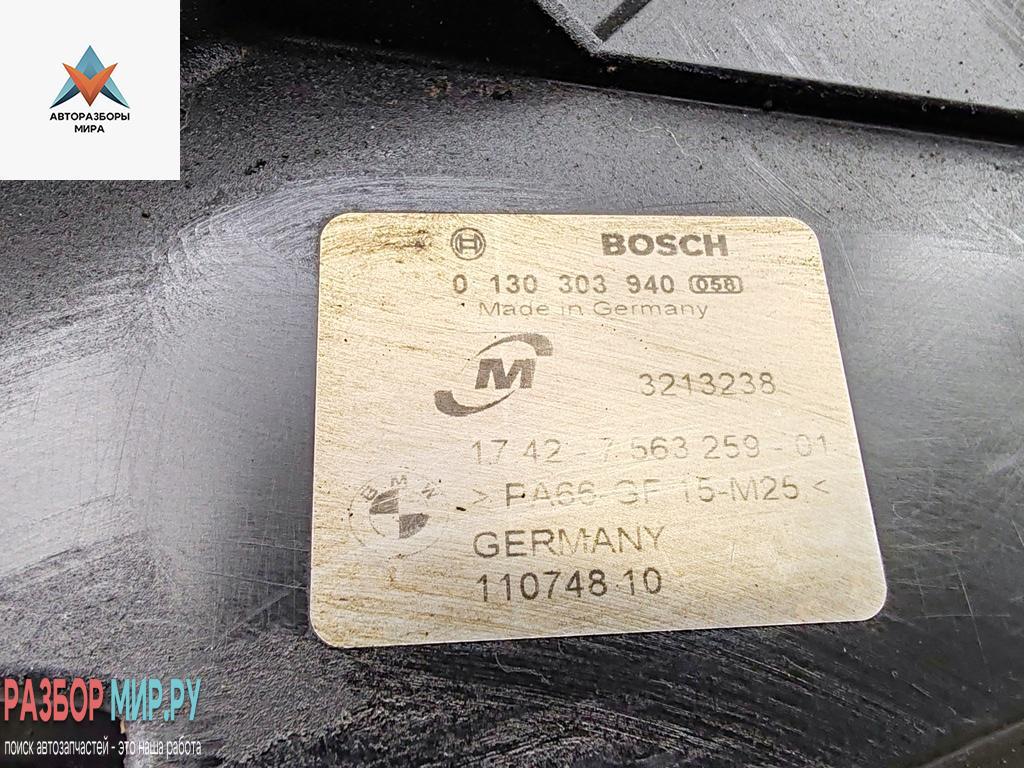 АВТОРАЗБОРЫ
МИРА
BOSCH
0 130 303 940 058
Made in Germany
M
3213238
17 42 - 7 563 259 - 01
BMW
> PA66-GF 15-M25 <
GERMANY
110748 10
РАЗБОР МИР.РУ
поиск автозапчастей - это наша работа